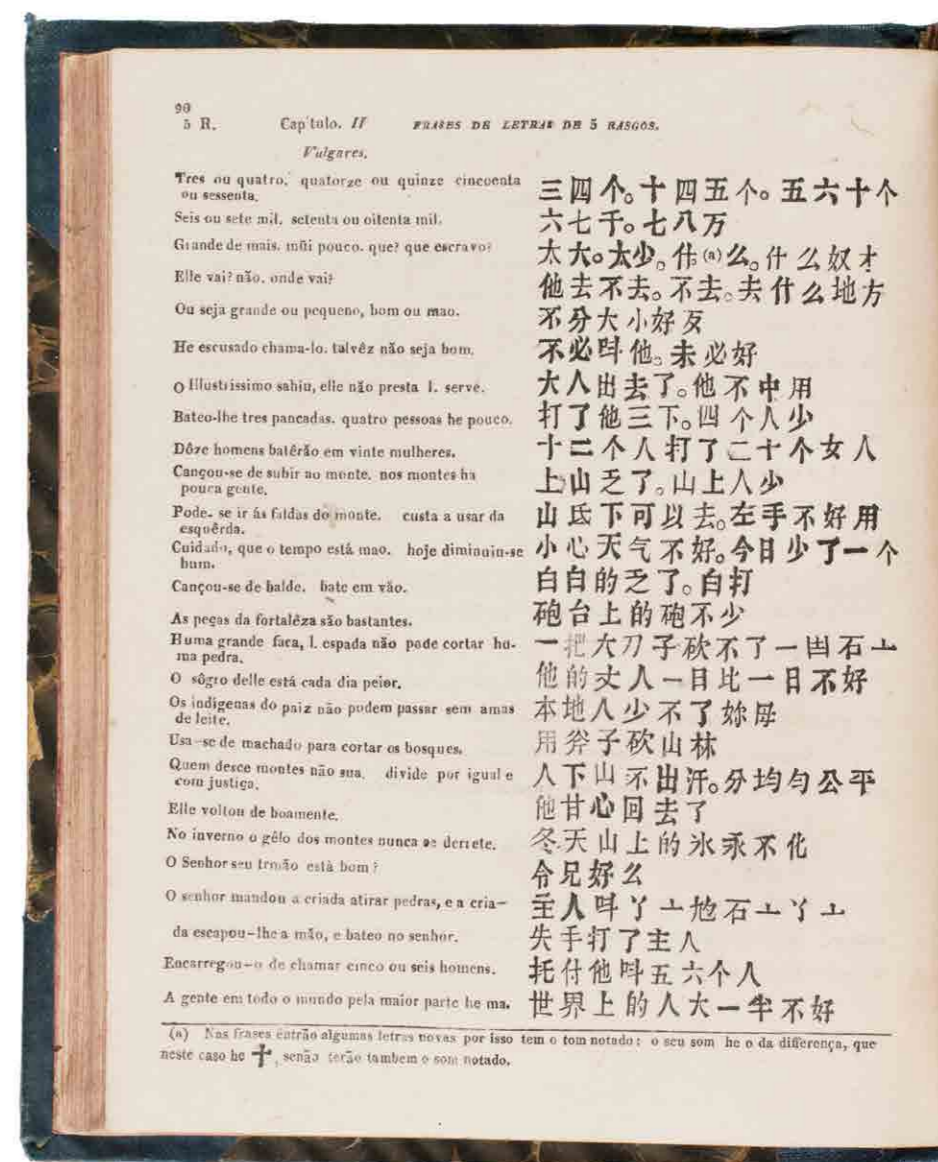 90
5 R. Cap'tulo. II FRASES DE LETRAS DE 5 RASGOS.
Vulgares.
Tres ou quatro. quatorze ou quinze cincoenta
ou sessenta.
三四个。十四五个。五六十个
Seis ou sete mil. setenta ou oitenta mil.
六七千。七八万
Grande de mais. mũi pouco. que? que escravo?
太大。太少。什(a)么。什么奴才
Elle vai? não. onde vai?
他去不去。不去。去什么地方
Ou seja grande ou pequeno, bom ou mao.
不分大小好歹
He escusado chama-lo. talvêz não seja bom.
不必呌他。未必好
O Illustrissimo sahiu, elle não presta l. serve.
大人出去了。他不中用
Bateo-lhe tres pancadas. quatro pessoas he pouco.
打了他三下。四个人少
Dôze homens batêrão em vinte mulheres.
十二个人打了二十个女人
Cançou-se de subir ao monte. nos montes ha
pouca gente.
上山乏了。山上人少
Pode- se ir ás faldas do monte. custa a usar da
esquêrda.
山底下可以去。左手不好用
Cuidado, que o tempo está mao. hoje diminuiu-se
hum.
小心天气不好。今日少了一个
Cançou-se de balde. bate em vão.
白白的乏了。白打
As peças da fortalêza são bastantes.
砲台上的砲不少
Huma grande faca, l. espada não pode cortar hu-
ma pedra.
一把大刀子砍不了一囯石亠
O sôgro delle está cada dia peior.
他的丈人一日比一日不好
Os indigenas do paiz não podem passar sem amas
de leite.
本地人少不了妳母
Usa-se de machado para cortar os bosques.
用斧子砍山林
Quem desce montes não sua. divide por igual e
com justiça.
人下山不出汗。分均匀公平
Elle voltou de boamente.
他甘心回去了
No inverno o gêlo dos montes nunca se derrete.
冬天山上的氷永不化
O Senhor seu irmão está bom?
令兄好么
O senhor mandou a criada atirar pedras, e a cria-
主人呌丫亠 石亠丫亠
da escapou-lhe a mão, e bateo no senhor.
失手打了主人
Encarregou-o de chamar cinco ou seis homens.
托付他呌五六个人
A gente em todo o mundo pela maior parte he ma.
世界上的人大一半不好
(a) Nas frases entrão algumas letras novas por isso tem o tom notado: o seu som he o da differença, que
neste caso he 十, senão terão tambem o som notado.